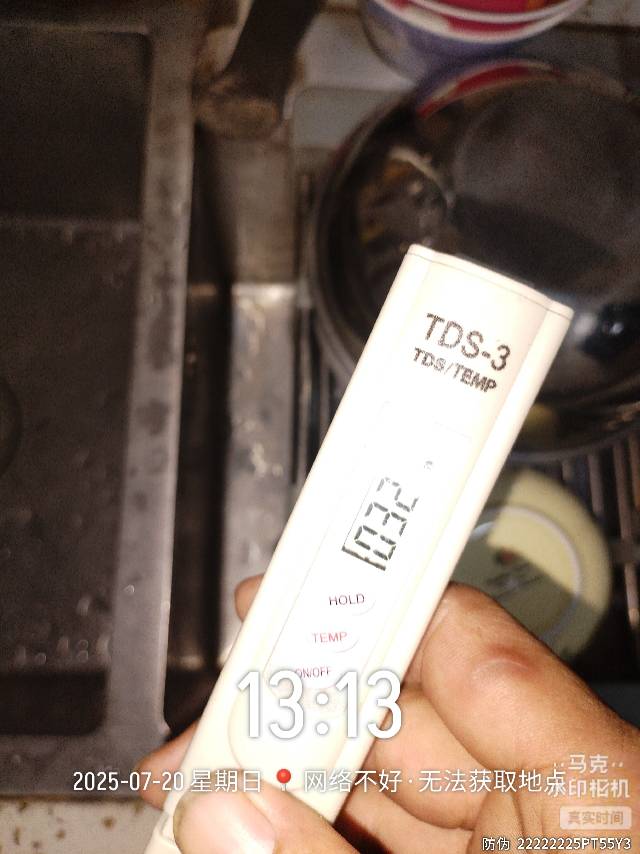 TDS-3
TDS/TEMP
HOLD
TEMP
ON/OFF
13:13
2025-07-20 星期日 网络不好·无法获取地点
马克
水印相机
真实时间
防伪 22222225PT55Y3